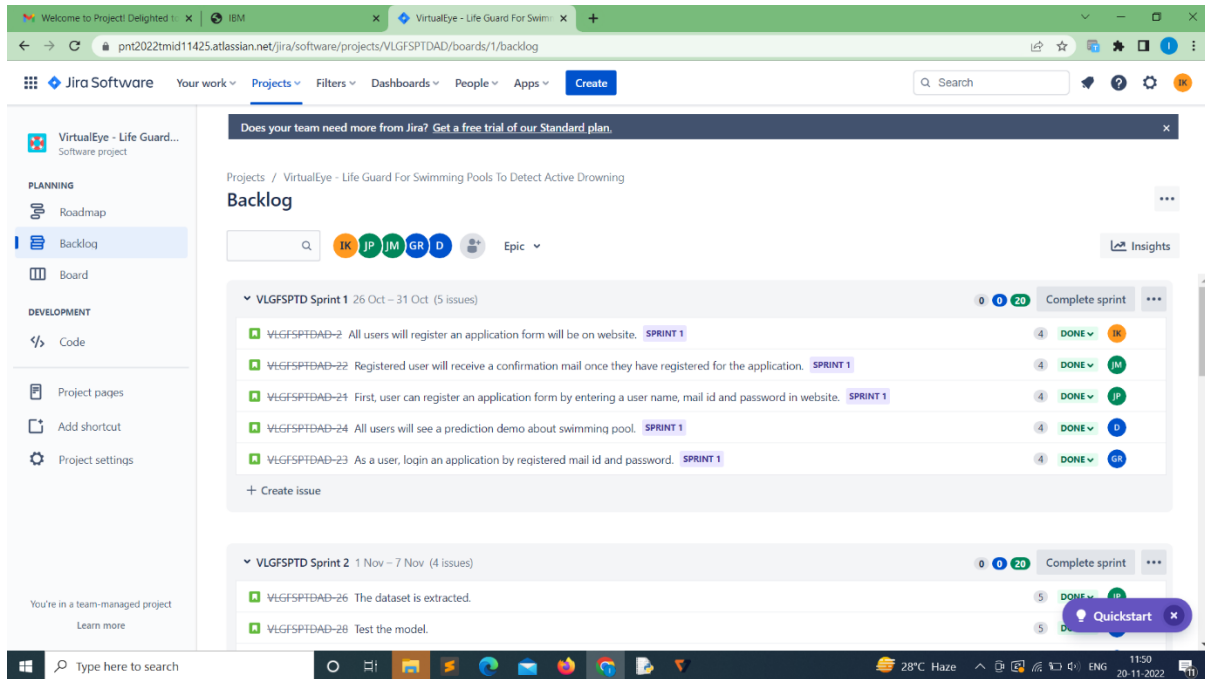 Welcome to Project! Delighted to
IBM
VirtualEye - Life Guard For Swimm
pnt2022tmid11425.atlassian.net/jira/software/projects/VLGFSPTDAD/boards/1/backlog
Jira Software Your work Projects Filters Dashboards People Apps Create Search IK
Does your team need more from Jira? Get a free trial of our Standard plan.
VirtualEye - Life Guard...
Software project
PLANNING
Roadmap
Backlog
Board
DEVELOPMENT
Code
Project pages
Add shortcut
Project settings
You're in a team-managed project
Learn more
Projects / VirtualEye - Life Guard For Swimming Pools To Detect Active Drowning
Backlog
IK JP JM GR D Epic Insights
VLGFSPTD Sprint 1 26 Oct – 31 Oct (5 issues) 0 0 20 Complete sprint
VLGFSPTDAD-2 All users will register an application form will be on website. SPRINT 1 4 DONE IK
VLGFSPTDAD-22 Registered user will receive a confirmation mail once they have registered for the application. SPRINT 1 4 DONE JM
VLGFSPTDAD-21 First, user can register an application form by entering a user name, mail id and password in website. SPRINT 1 4 DONE JP
VLGFSPTDAD-24 All users will see a prediction demo about swimming pool. SPRINT 1 4 DONE D
VLGFSPTDAD-23 As a user, login an application by registered mail id and password. SPRINT 1 4 DONE GR
+ Create issue
VLGFSPTD Sprint 2 1 Nov – 7 Nov (4 issues) 0 0 20 Complete sprint
VLGFSPTDAD-26 The dataset is extracted. 5 DONE JP
VLGFSPTDAD-28 Test the model. 5
Quickstart
Type here to search
28°C Haze ENG 11:50
20-11-2022